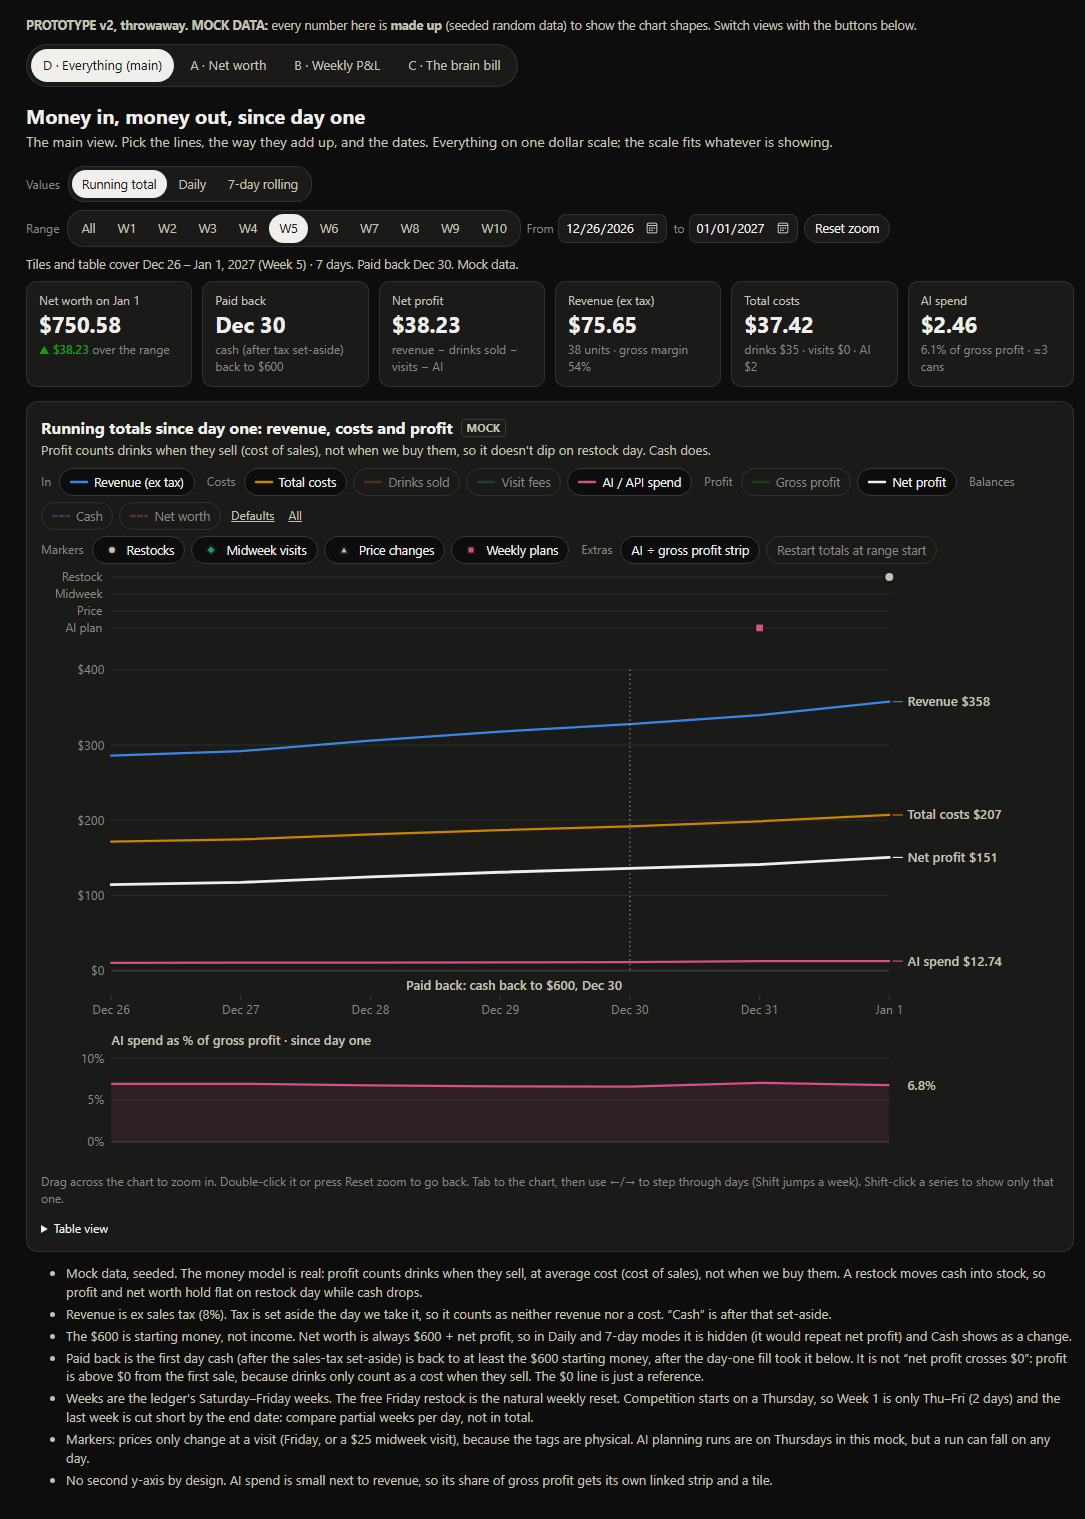 PROTOTYPE v2, throwaway. MOCK DATA: every number here is made up (seeded random data) to show the chart shapes. Switch views with the buttons below.
D · Everything (main) A · Net worth B · Weekly P&L C · The brain bill
Money in, money out, since day one
The main view. Pick the lines, the way they add up, and the dates. Everything on one dollar scale; the scale fits whatever is showing.
Values Running total Daily 7-day rolling
Range All W1 W2 W3 W4 W5 W6 W7 W8 W9 W10 From 12/26/2026 to 01/01/2027 Reset zoom
Tiles and table cover Dec 26 – Jan 1, 2027 (Week 5) · 7 days. Paid back Dec 30. Mock data.
Net worth on Jan 1
$750.58
▲ $38.23 over the range
Paid back
Dec 30
cash (after tax set-aside)
back to $600
Net profit
$38.23
revenue − drinks sold −
visits − AI
Revenue (ex tax)
$75.65
38 units · gross margin
54%
Total costs
$37.42
drinks $35 · visits $0 · AI
$2
AI spend
$2.46
6.1% of gross profit · ≈3
cans
Running totals since day one: revenue, costs and profit MOCK
Profit counts drinks when they sell (cost of sales), not when we buy them, so it doesn't dip on restock day. Cash does.
In Revenue (ex tax) Costs Total costs Drinks sold Visit fees AI / API spend Profit Gross profit Net profit Balances
Cash Net worth Defaults All
Markers Restocks Midweek visits Price changes Weekly plans Extras AI ÷ gross profit strip Restart totals at range start
Restock
Midweek
Price
AI plan
$400
$300
$200
$100
$0
Revenue $358
Total costs $207
Net profit $151
AI spend $12.74
Paid back: cash back to $600, Dec 30
Dec 26 Dec 27 Dec 28 Dec 29 Dec 30 Dec 31 Jan 1
AI spend as % of gross profit · since day one
10%
5%
0%
6.8%
Drag across the chart to zoom in. Double-click it or press Reset zoom to go back. Tab to the chart, then use ←/→ to step through days (Shift jumps a week). Shift-click a series to show only that
one.
▶ Table view
• Mock data, seeded. The money model is real: profit counts drinks when they sell, at average cost (cost of sales), not when we buy them. A restock moves cash into stock, so
profit and net worth hold flat on restock day while cash drops.
• Revenue is ex sales tax (8%). Tax is set aside the day we take it, so it counts as neither revenue nor a cost. “Cash” is after that set-aside.
• The $600 is starting money, not income. Net worth is always $600 + net profit, so in Daily and 7-day modes it is hidden (it would repeat net profit) and Cash shows as a change.
• Paid back is the first day cash (after the sales-tax set-aside) is back to at least the $600 starting money, after the day-one fill took it below. It is not “net profit crosses $0”: profit
is above $0 from the first sale, because drinks only count as a cost when they sell. The $0 line is just a reference.
• Weeks are the ledger's Saturday–Friday weeks. The free Friday restock is the natural weekly reset. Competition starts on a Thursday, so Week 1 is only Thu–Fri (2 days) and the
last week is cut short by the end date: compare partial weeks per day, not in total.
• Markers: prices only change at a visit (Friday, or a $25 midweek visit), because the tags are physical. AI planning runs are on Thursdays in this mock, but a run can fall on any
day.
• No second y-axis by design. AI spend is small next to revenue, so its share of gross profit gets its own linked strip and a tile.